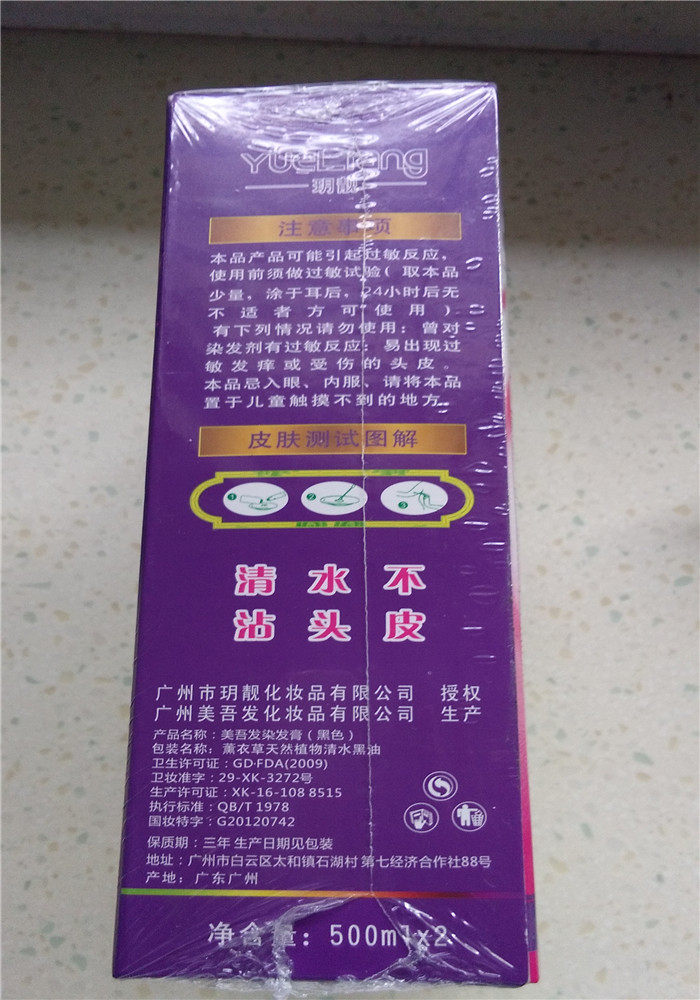 YUELiang
玥靓
注意事项
本品产品可能引起过敏反应，
使用前须做过敏试验（取本品
少量，涂于耳后，24小时后无
不适者方可使用）
有下列情况请勿使用：曾对
染发剂有过敏反应；易出现过
敏发痒或受伤的头皮。
本品忌入眼、内服、请将本品
置于儿童触摸不到的地方。
皮肤测试图解
1 2 3
清水不
沾头皮
广州市玥靓化妆品有限公司 授权
广州美吾发化妆品有限公司 生产
产品名称：美吾发染发膏（黑色）
包装名称：薰衣草天然植物清水黑油
卫生许可证：GD·FDA(2009)
卫妆准字：29-XK-3272号
生产许可证：XK-16-108 8515
执行标准：QB/T 1978
国妆特字：G20120742
保质期：三年 生产日期见包装
地址：广州市白云区太和镇石湖村 第七经济合作社88号
产地：广东广州
净含量：500ml×2